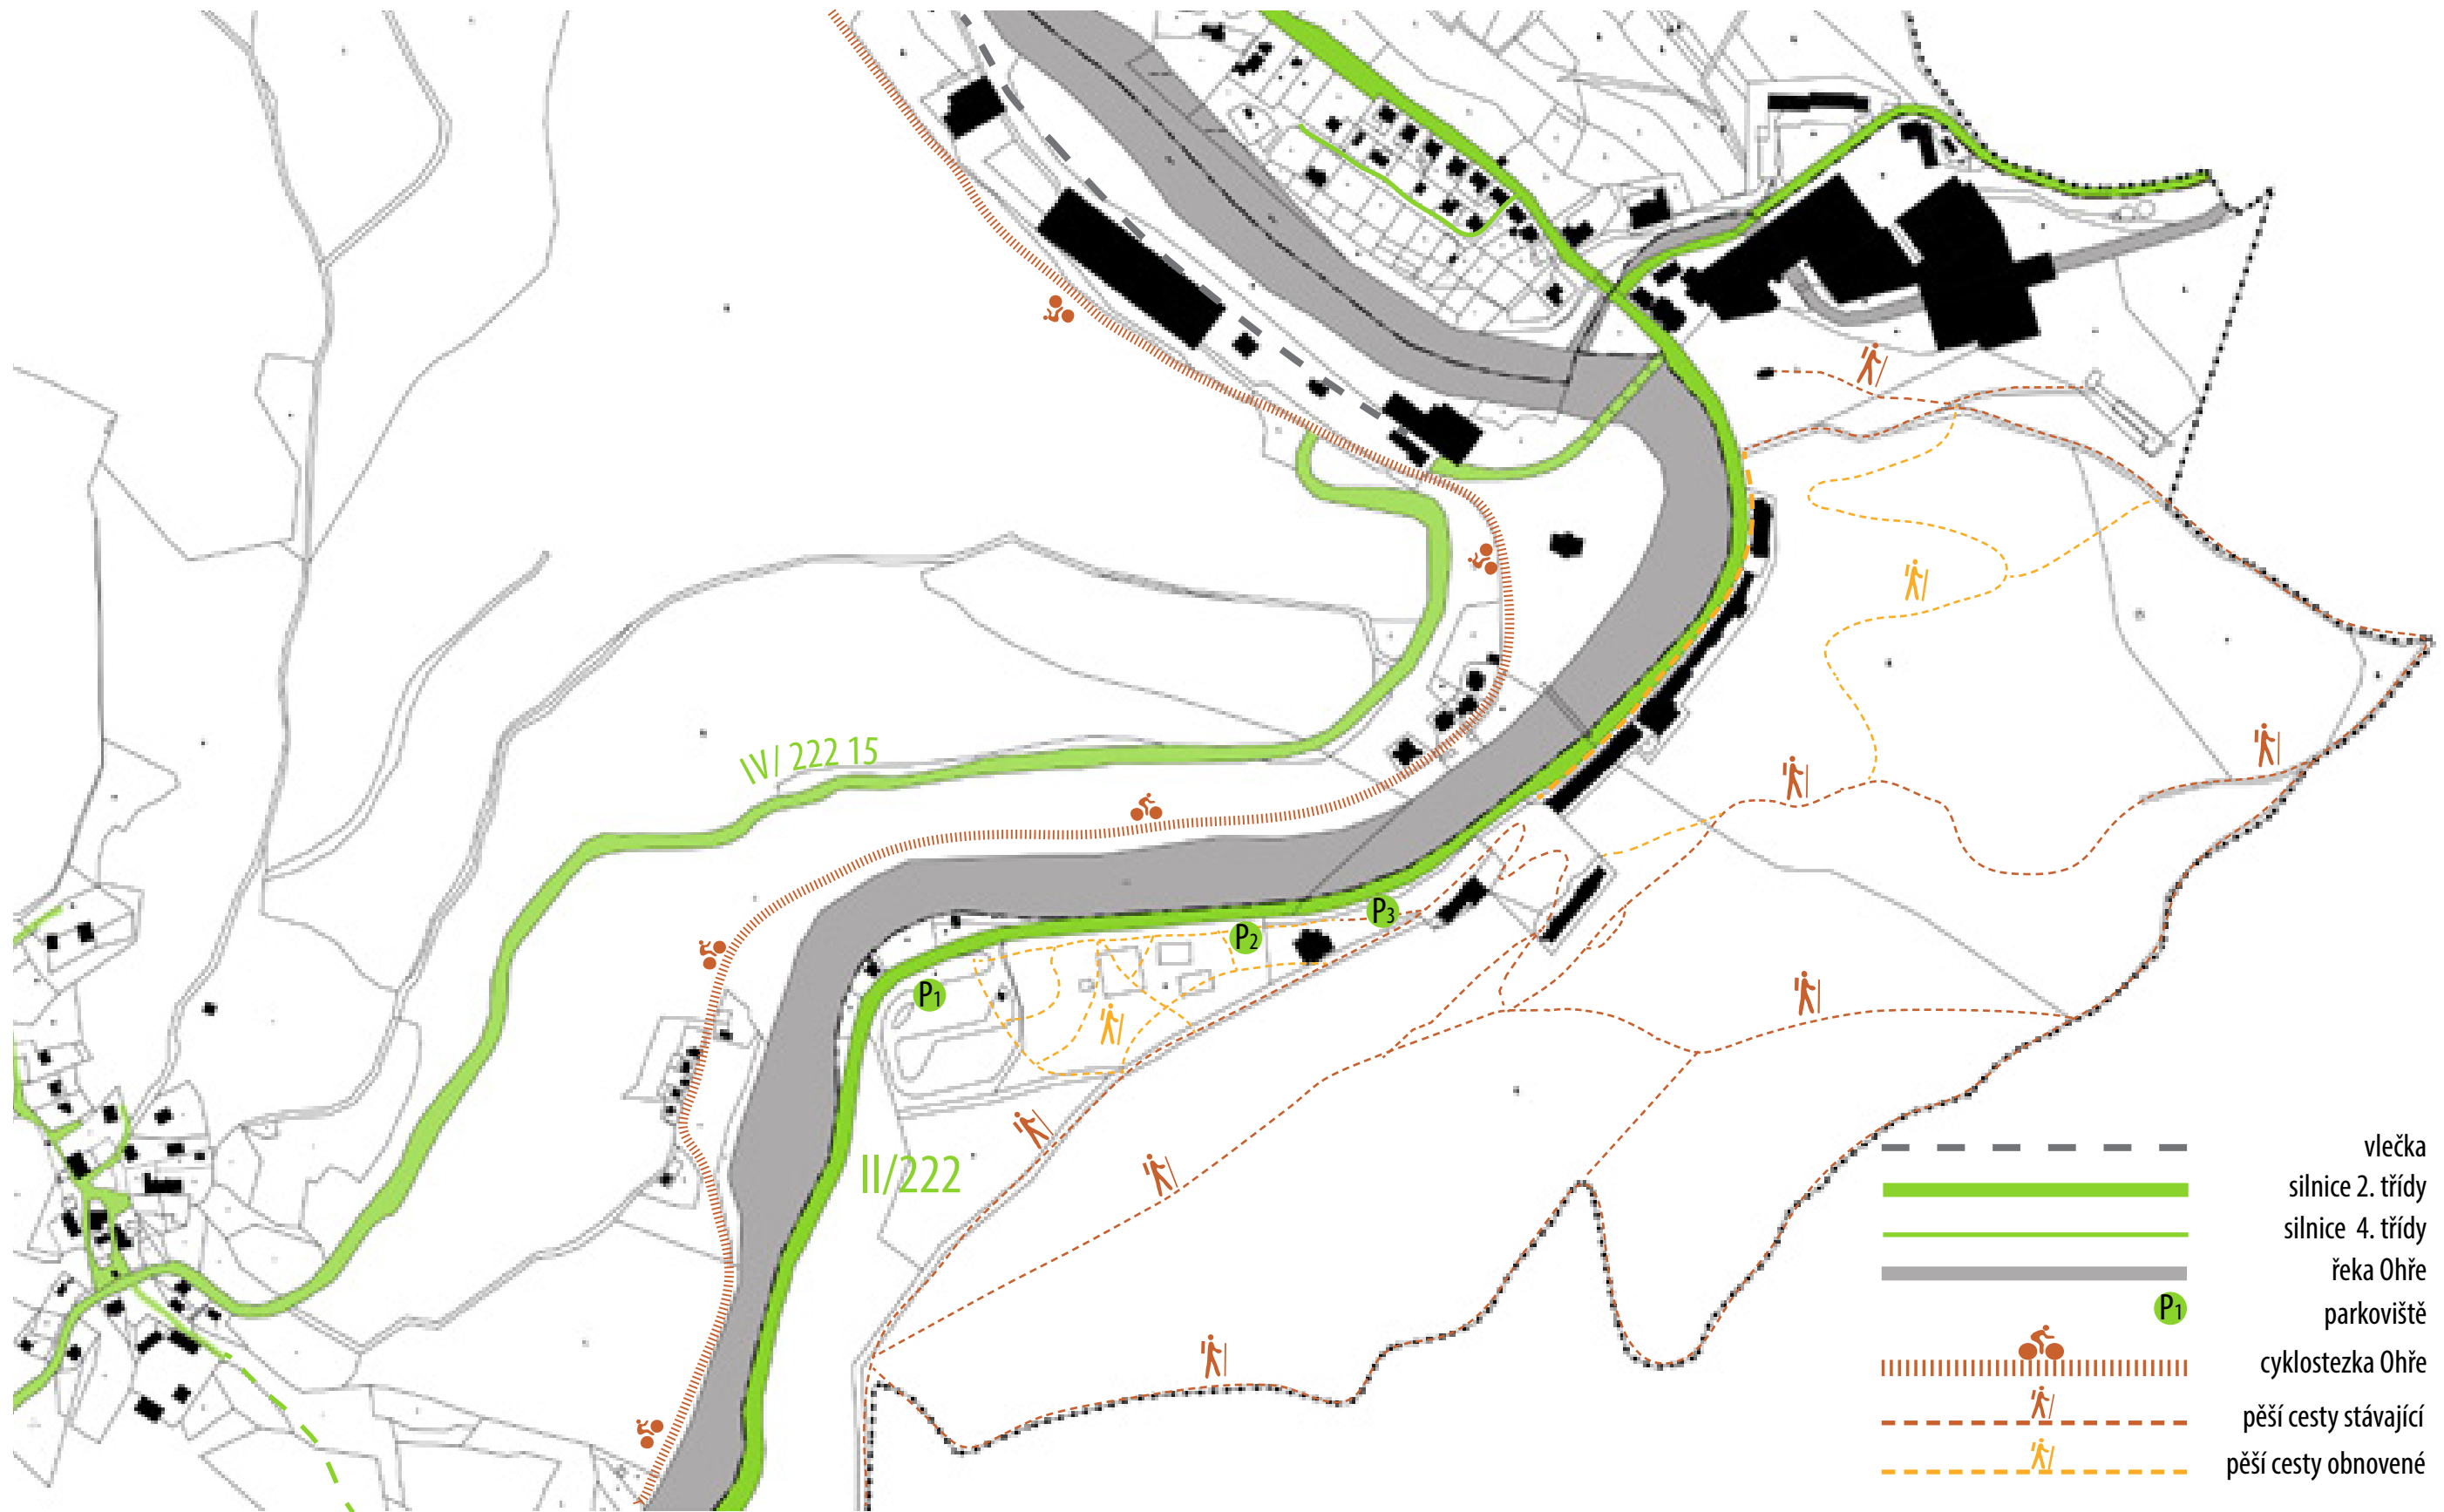 IV/ 222 15
P3
P2
P1
II/222
vlečka
silnice 2. třídy
silnice 4. třídy
řeka Ohře
P1
parkoviště
cyklostezka Ohře
pěší cesty stávající
pěší cesty obnovené